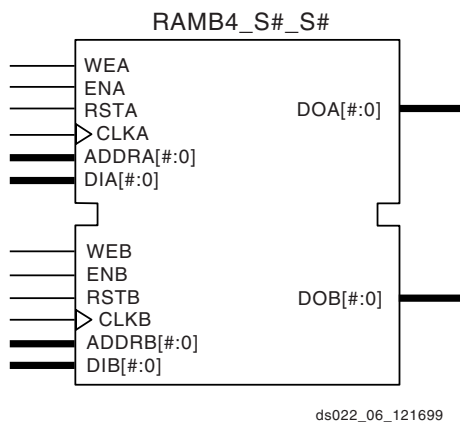 RAMB4_S#_S#
WEA
ENA
RSTA
DOA[#:0]
CLKA
ADDRA[#:0]
DIA[#:0]
WEB
ENB
RSTB
DOB[#:0]
CLKB
ADDRB[#:0]
DIB[#:0]
ds022_06_121699